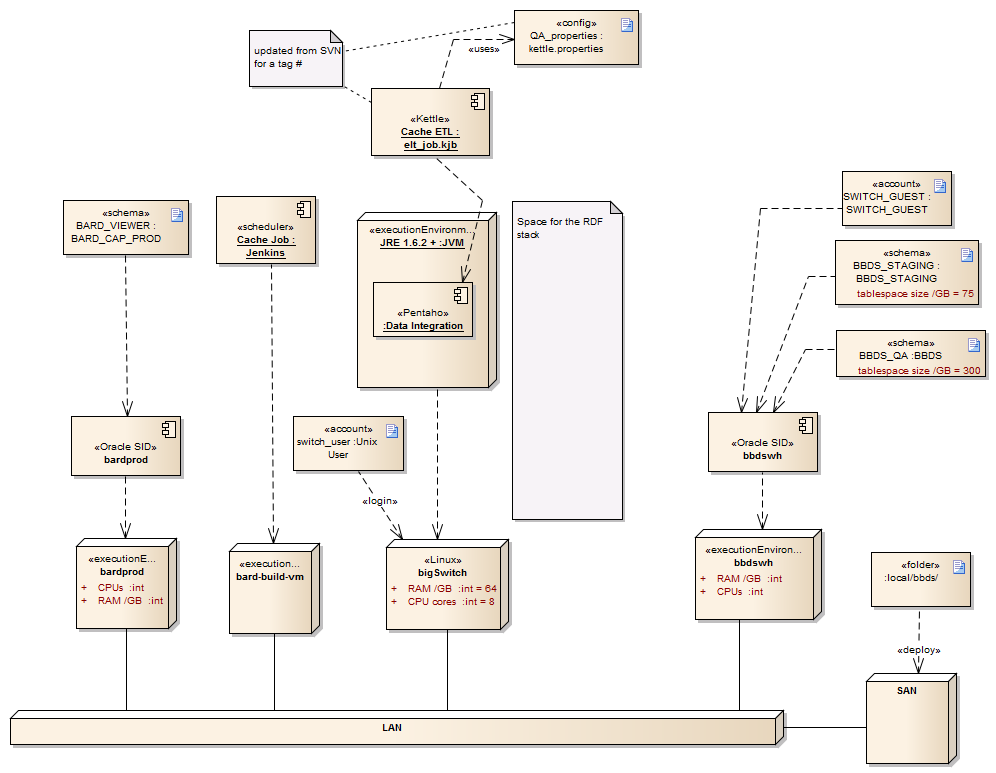 «config»
QA_properties :
kettle.properties
updated from SVN
for a tag #
«uses»
«Kettle»
Cache ETL :
elt_job.kjb
«account»
SWITCH_GUEST :
SWITCH_GUEST
«schema»
BARD_VIEWER :
BARD_CAP_PROD
«scheduler»
Cache Job :
Jenkins
«executionEnvironm...
JRE 1.6.2 + :JVM
Space for the RDF
stack
«schema»
BBDS_STAGING :
BBDS_STAGING
tablespace size /GB = 75
«Pentaho»
:Data Integration
«schema»
BBDS_QA :BBDS
tablespace size /GB = 300
«Oracle SID»
bardprod
«account»
switch_user :Unix
User
«Oracle SID»
bbdswh
«login»
«executionE...
bardprod
+ CPUs :int
+ RAM /GB :int
«execution...
bard-build-vm
«Linux»
bigSwitch
+ RAM /GB :int = 64
+ CPU cores :int = 8
«executionEnviron...
bbdswh
+ RAM /GB :int
+ CPUs :int
«folder»
:local/bbds/
«deploy»
SAN
LAN